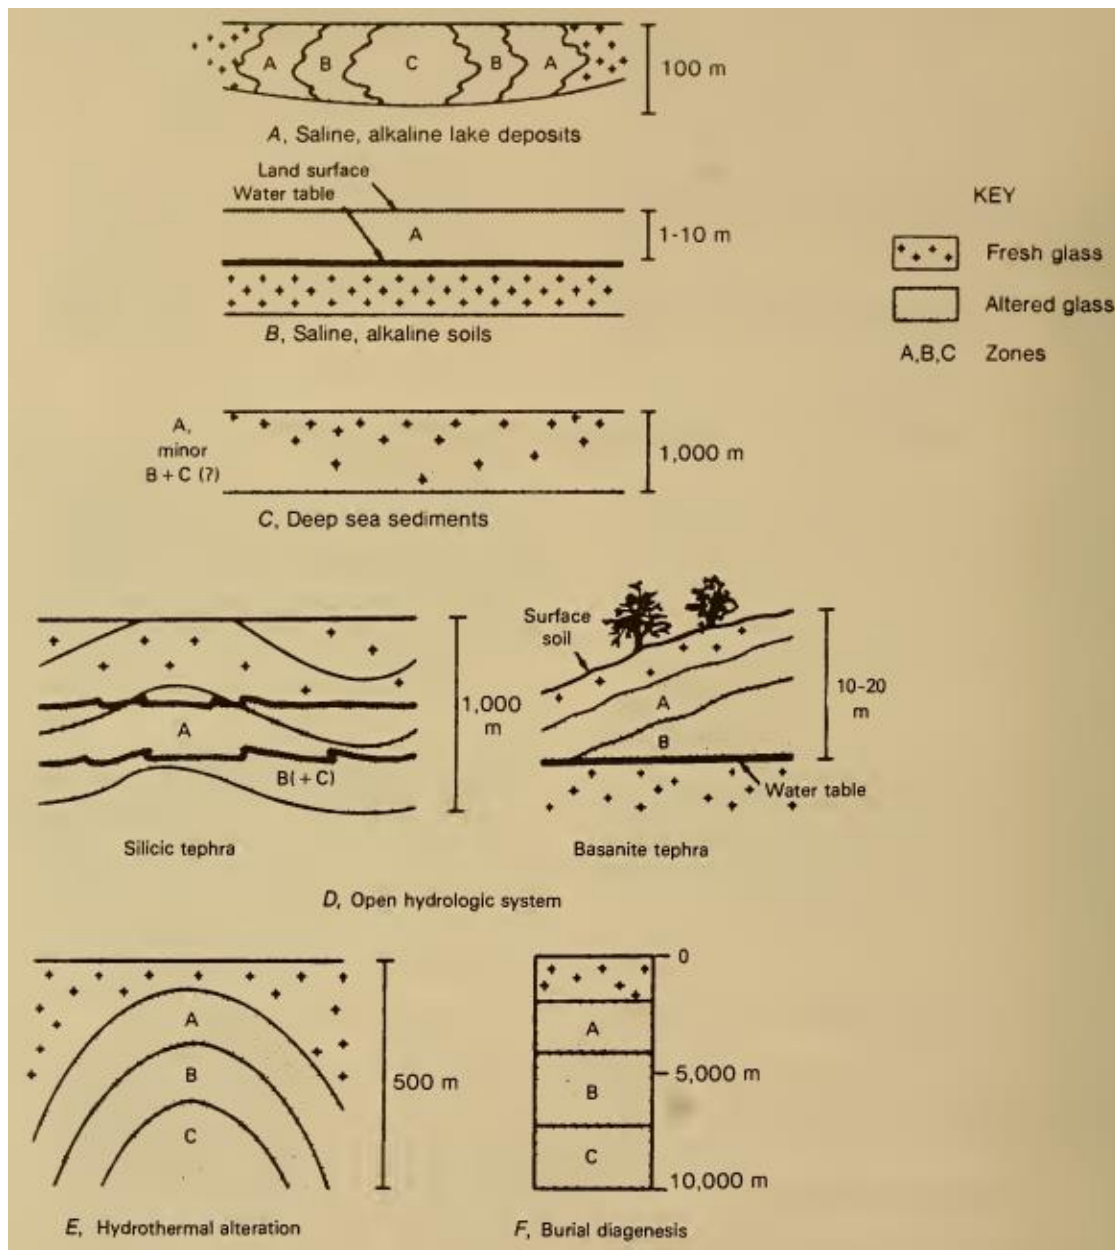 A B C B A
100 m
A, Saline, alkaline lake deposits
Land surface
Water table
A
1-10 m
B, Saline, alkaline soils
KEY
Fresh glass
Altered glass
A,B,C Zones
A,
minor
B + C (?)
1,000 m
C, Deep sea sediments
A
B(+ C)
1,000
m
Silicic tephra
Surface
soil
A
B
10-20
m
Water table
Basanite tephra
D, Open hydrologic system
A
B
C
500 m
E, Hydrothermal alteration
0
A
5,000 m
B
C
10,000 m
F, Burial diagenesis